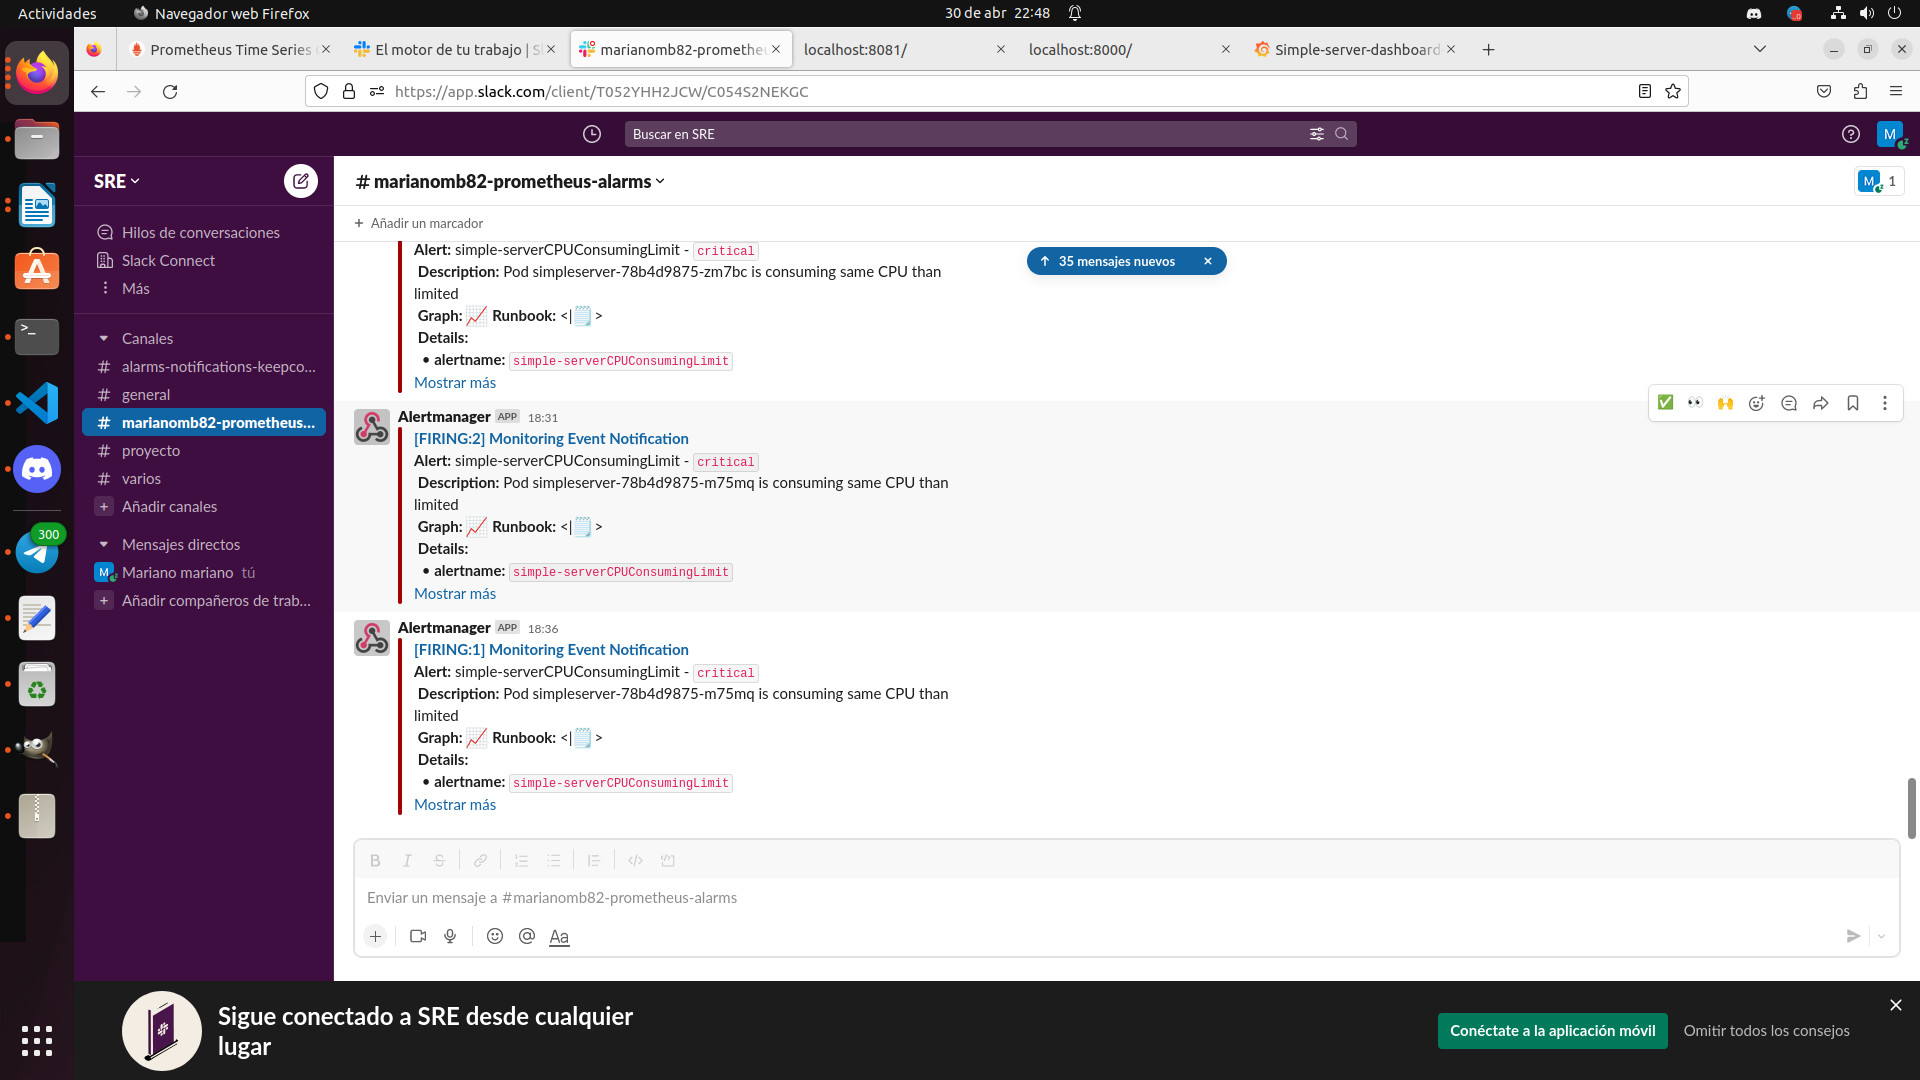 Actividades
Navegador web Firefox
30 de abr 22:48
Prometheus Time Series
El motor de tu trabajo | Sl
marianomb82-prometheu
localhost:8081/
localhost:8000/
Simple-server-dashboard-
https://app.slack.com/client/T052YHH2JCW/C054S2NEKGC
Buscar en SRE
M
SRE
# marianomb82-prometheus-alarms
M 1
+ Añadir un marcador
Hilos de conversaciones
Slack Connect
Más
Canales
# alarms-notifications-keepco...
# general
# marianomb82-prometheus...
# proyecto
# varios
+ Añadir canales
Mensajes directos
M Mariano mariano tú
+ Añadir compañeros de trab...
300
35 mensajes nuevos
Alert: simple-serverCPUConsumingLimit - critical
Description: Pod simpleserver-78b4d9875-zm7bc is consuming same CPU than
limited
Graph: Runbook: <| >
Details:
• alertname: simple-serverCPUConsumingLimit
Mostrar más
Alertmanager APP 18:31
[FIRING:2] Monitoring Event Notification
Alert: simple-serverCPUConsumingLimit - critical
Description: Pod simpleserver-78b4d9875-m75mq is consuming same CPU than
limited
Graph: Runbook: <| >
Details:
• alertname: simple-serverCPUConsumingLimit
Mostrar más
Alertmanager APP 18:36
[FIRING:1] Monitoring Event Notification
Alert: simple-serverCPUConsumingLimit - critical
Description: Pod simpleserver-78b4d9875-m75mq is consuming same CPU than
limited
Graph: Runbook: <| >
Details:
• alertname: simple-serverCPUConsumingLimit
Mostrar más
Enviar un mensaje a #marianomb82-prometheus-alarms
Aa
Sigue conectado a SRE desde cualquier
lugar
Conéctate a la aplicación móvil
Omitir todos los consejos